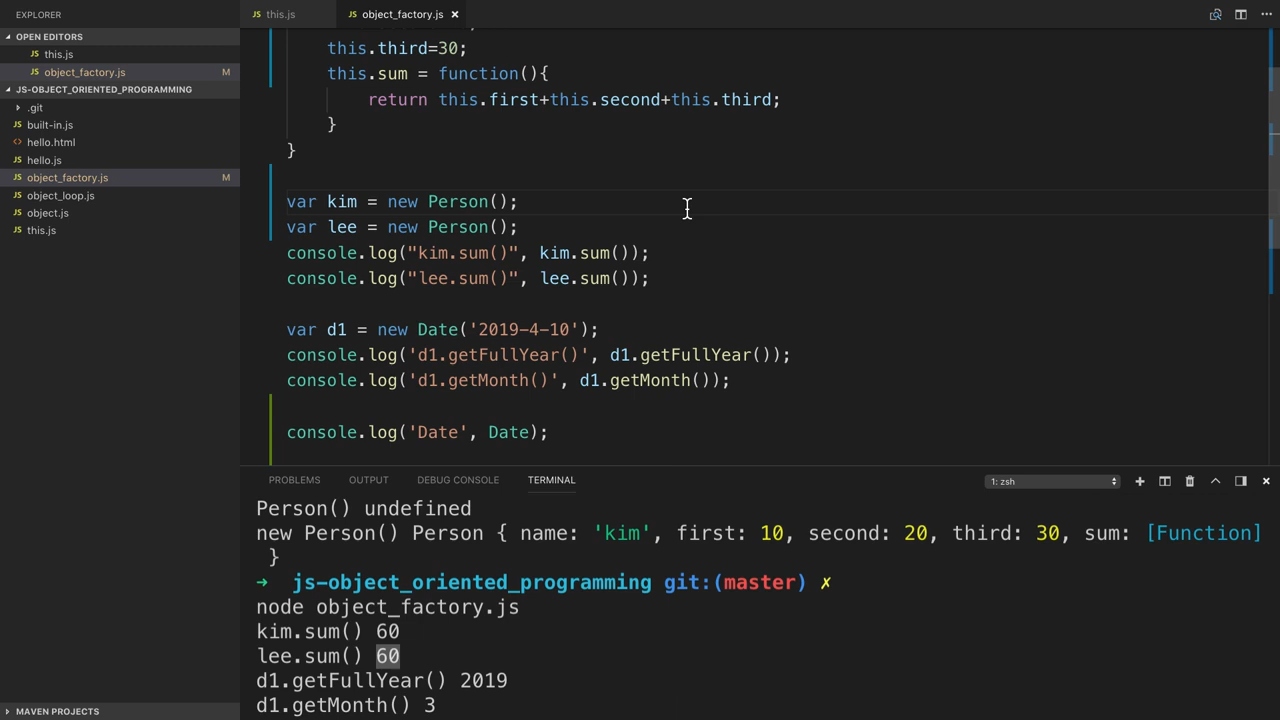 EXPLORER
OPEN EDITORS
JS this.js
JS object_factory.js M
JS-OBJECT_ORIENTED_PROGRAMMING
.git
JS built-in.js
<> hello.html
JS hello.js
JS object_factory.js M
JS object_loop.js
JS object.js
JS this.js
MAVEN PROJECTS
JS this.js JS object_factory.js
this.third=30;
this.sum = function(){
return this.first+this.second+this.third;
}
}
var kim = new Person();
var lee = new Person();
console.log("kim.sum()", kim.sum());
console.log("lee.sum()", lee.sum());
var d1 = new Date('2019-4-10');
console.log('d1.getFullYear()', d1.getFullYear());
console.log('d1.getMonth()', d1.getMonth());
console.log('Date', Date);
PROBLEMS OUTPUT DEBUG CONSOLE TERMINAL 1: zsh
Person() undefined
new Person() Person { name: 'kim', first: 10, second: 20, third: 30, sum: [Function]
}
➜ js-object_oriented_programming git:(master) ✗
node object_factory.js
kim.sum() 60
lee.sum() 60
d1.getFullYear() 2019
d1.getMonth() 3